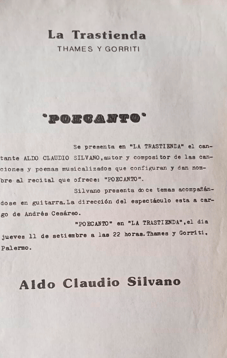 La Trastienda
THAMES Y GORRITI
"POECANTO"
Se presenta en "LA TRASTIENDA" el can-
tante ALDO CLAUDIO SILVANO,autor y compositor de las can-
ciones y poemas musicalizados que configuran y dan nom-
bre al recital que ofrece: "POECANTO".
Silvano presenta doce temas acompañán-
dose en guitarra.La dirección del espectáculo esta a car-
go de Andrés Cesáreo.
"POECANTO" en "LA TRASTIENDA",el día
jueves 11 de setiembre a las 22 horas.Thames y Gorriti,
Palermo.
Aldo Claudio Silvano